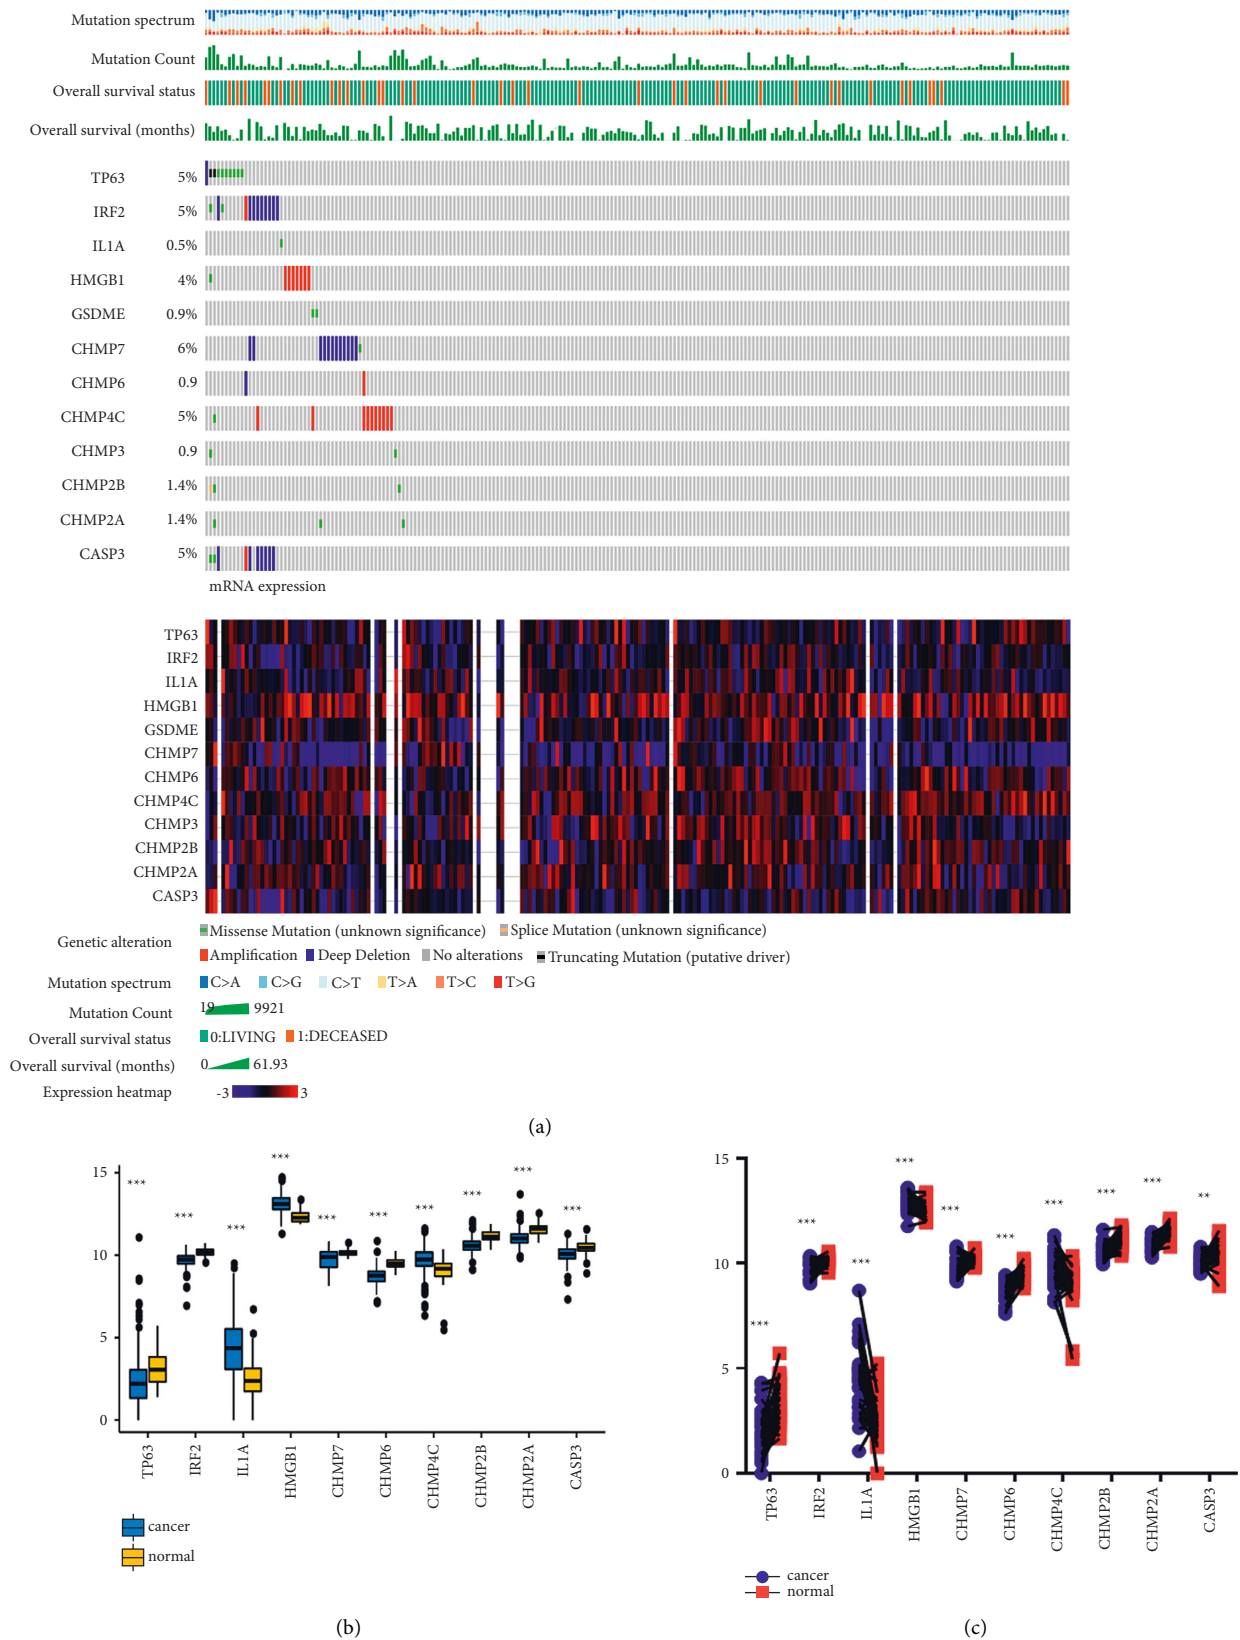 Mutation spectrum
Mutation Count
Overall survival status
Overall survival (months)
TP63 5%
IRF2 5%
IL1A 0.5%
HMGB1 4%
GSDME 0.9%
CHMP7 6%
CHMP6 0.9
CHMP4C 5%
CHMP3 0.9
CHMP2B 1.4%
CHMP2A 1.4%
CASP3 5%
mRNA expression
TP63
IRF2
IL1A
HMGB1
GSDME
CHMP7
CHMP6
CHMP4C
CHMP3
CHMP2B
CHMP2A
CASP3
Genetic alteration
Missense Mutation (unknown significance) Splice Mutation (unknown significance)
Amplification Deep Deletion No alterations Truncating Mutation (putative driver)
Mutation spectrum C>A C>G C>T T>A T>C T>G
Mutation Count 19 9921
Overall survival status 0:LIVING 1:DECEASED
Overall survival (months) 0 61.93
Expression heatmap -3 3
(a)
15
10
5
0
*** *** *** *** *** *** *** *** *** ***
TP63 IRF2 IL1A HMGB1 CHMP7 CHMP6 CHMP4C CHMP2B CHMP2A CASP3
cancer
normal
(b)
15
10
5
0
*** *** *** *** *** *** *** *** *** **
TP63 IRF2 IL1A HMGB1 CHMP7 CHMP6 CHMP4C CHMP2B CHMP2A CASP3
cancer
normal
(c)